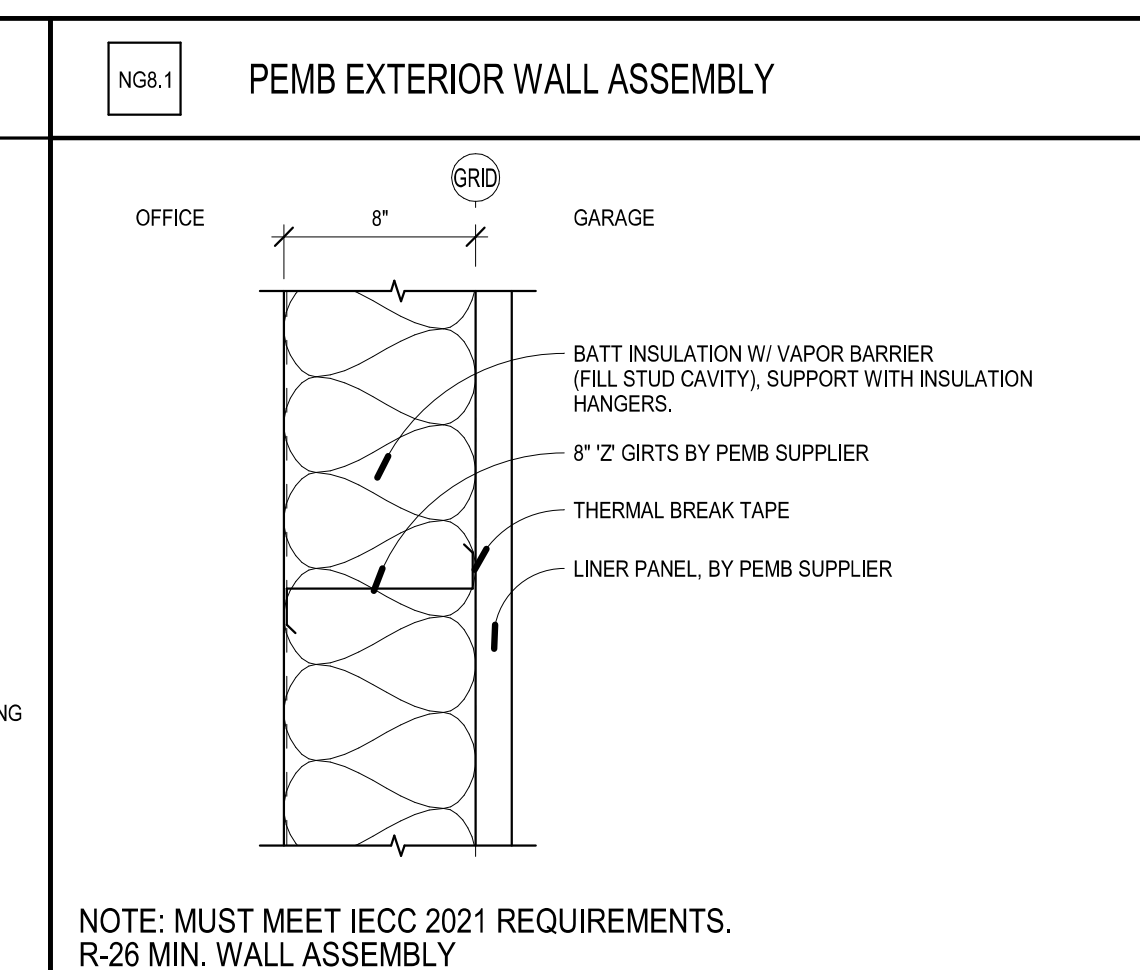 NG8.1
PEMB EXTERIOR WALL ASSEMBLY
GRID
OFFICE
8"
GARAGE
BATT INSULATION W/ VAPOR BARRIER
(FILL STUD CAVITY), SUPPORT WITH INSULATION
HANGERS.
8" 'Z' GIRTS BY PEMB SUPPLIER
THERMAL BREAK TAPE
LINER PANEL, BY PEMB SUPPLIER
NG
NOTE: MUST MEET IECC 2021 REQUIREMENTS.
R-26 MIN. WALL ASSEMBLY